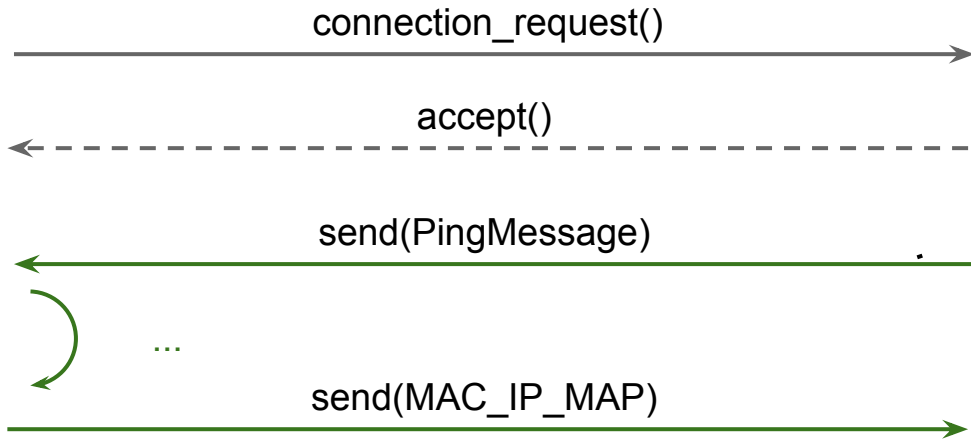 connection_request()
accept()
send(PingMessage)
...
send(MAC_IP_MAP)